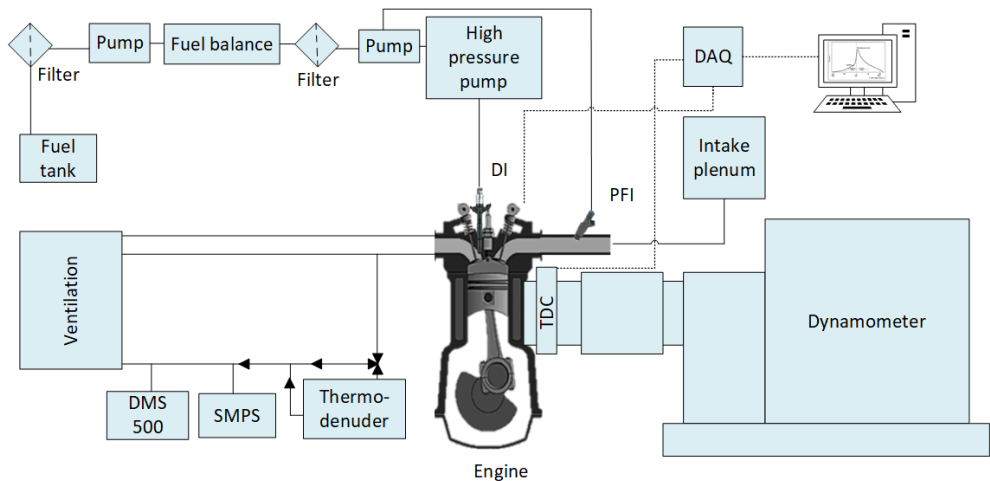 Filter
Pump
Fuel balance
Filter
Pump
High
pressure
pump
DAQ
Fuel
tank
Intake
plenum
DI
PFI
Ventilation
TDC
Dynamometer
DMS
500
SMPS
Thermo-
denuder
Engine